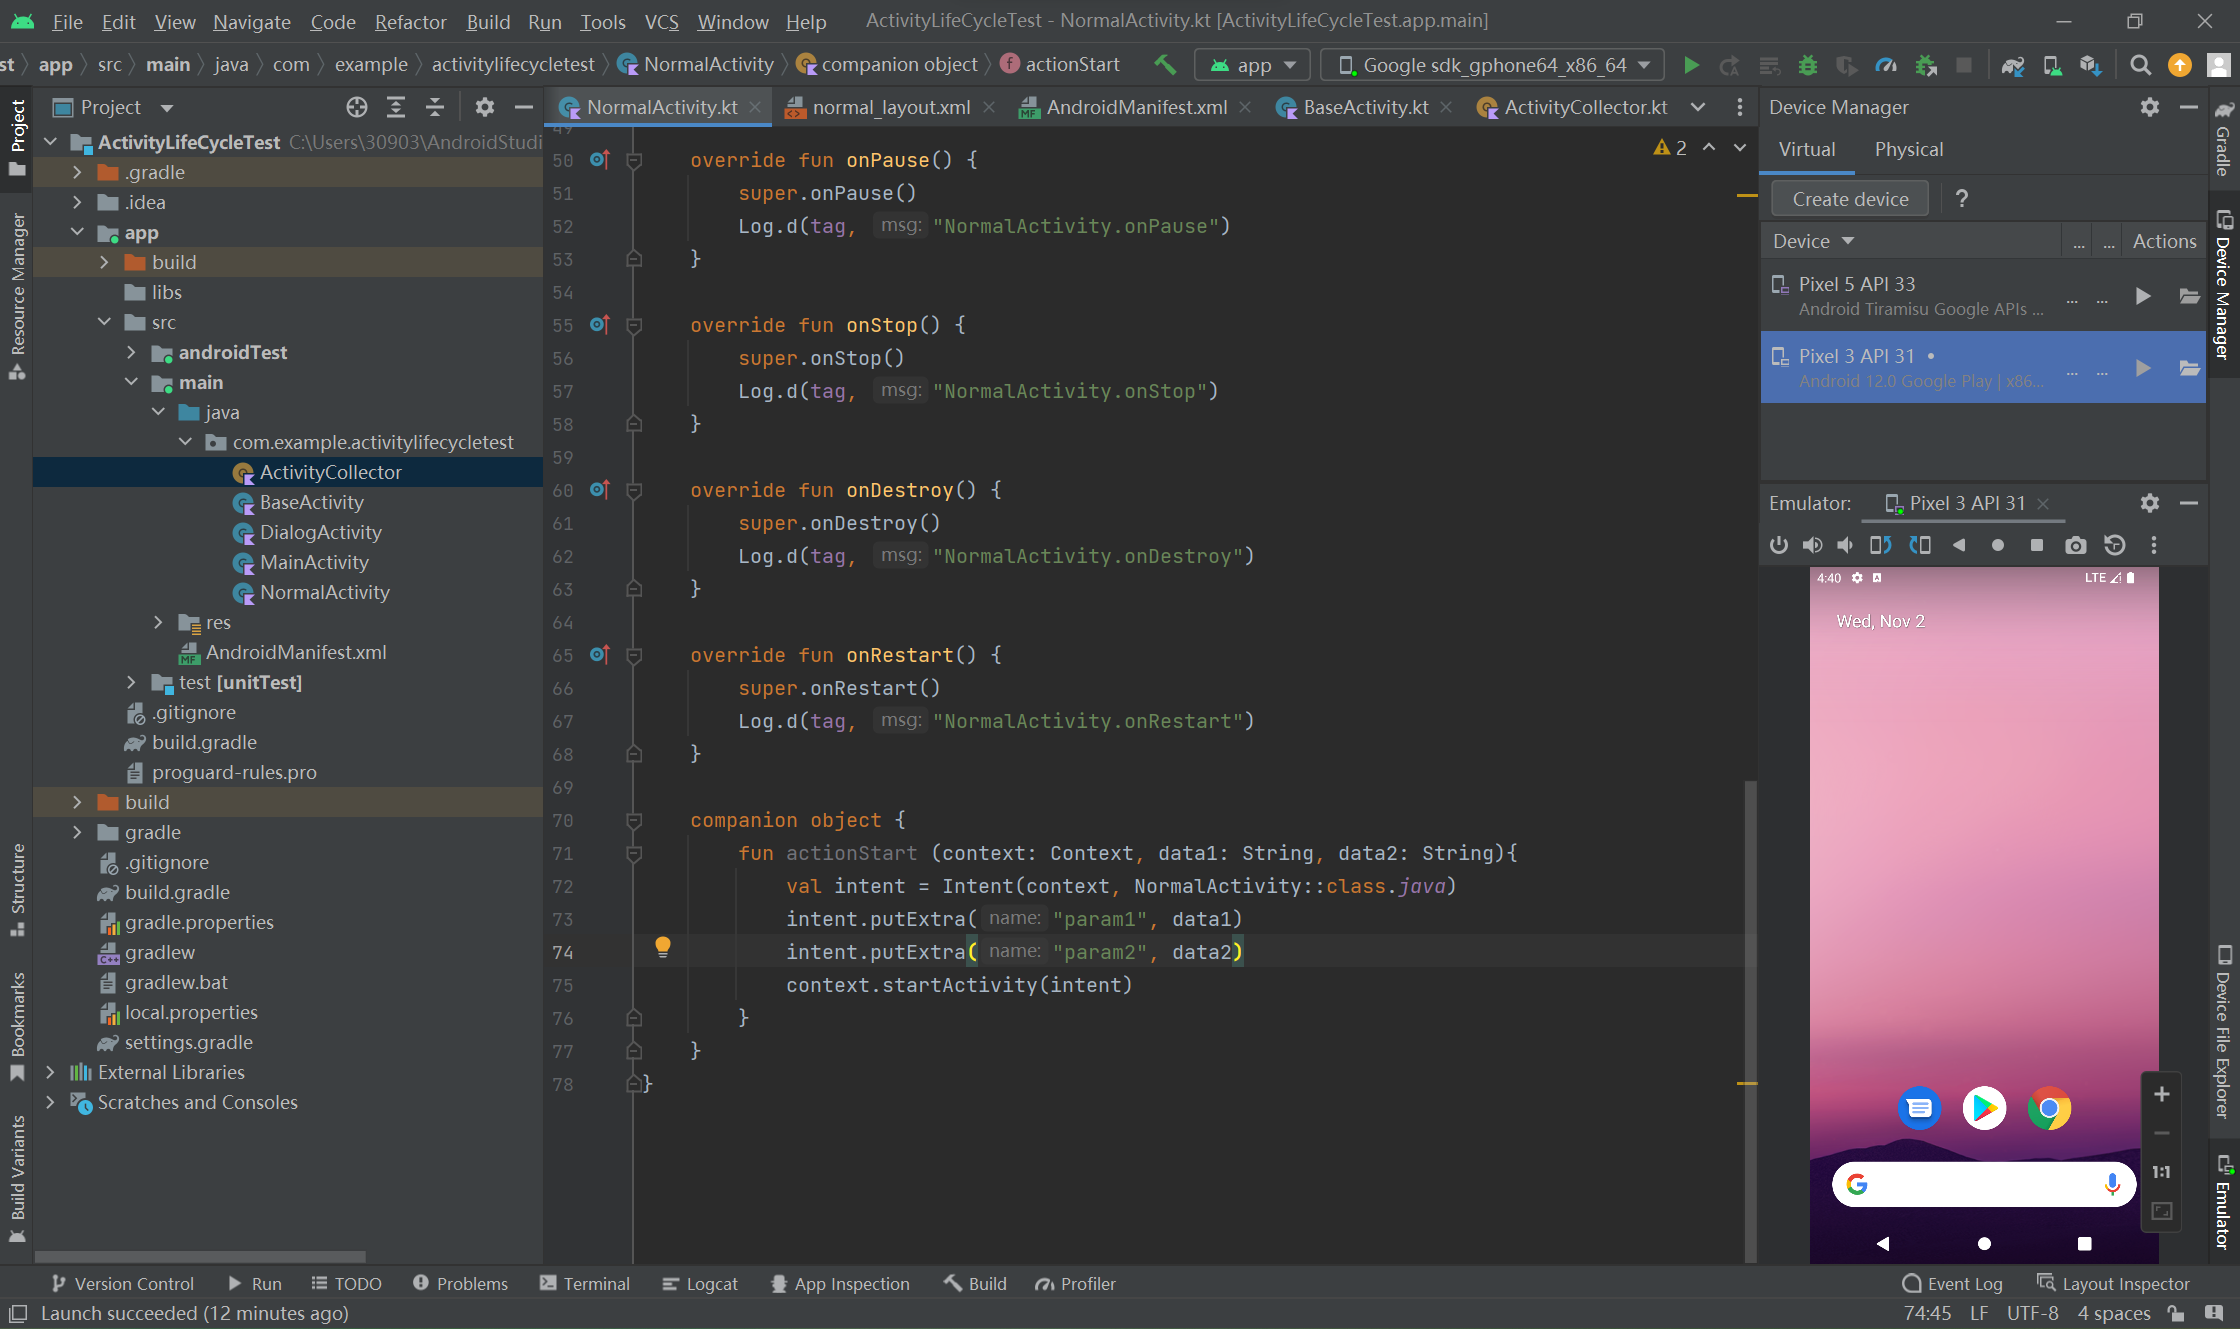 File Edit View Navigate Code Refactor Build Run Tools VCS Window Help ActivityLifeCycleTest - NormalActivity.kt [ActivityLifeCycleTest.app.main]
st app src main java com example activitylifecycletest NormalActivity companion object actionStart app Google sdk_gphone64_x86_64
Project
NormalActivity.kt normal_layout.xml AndroidManifest.xml BaseActivity.kt ActivityCollector.kt
Project
Resource Manager
Structure
Bookmarks
Build Variants
ActivityLifeCycleTest C:\Users\30903\AndroidStudi
.gradle
.idea
app
build
libs
src
androidTest
main
java
com.example.activitylifecycletest
ActivityCollector
BaseActivity
DialogActivity
MainActivity
NormalActivity
res
AndroidManifest.xml
test [unitTest]
.gitignore
build.gradle
proguard-rules.pro
build
gradle
.gitignore
build.gradle
gradle.properties
gradlew
gradlew.bat
local.properties
settings.gradle
External Libraries
Scratches and Consoles
2
49
50 override fun onPause() {
51 super.onPause()
52 Log.d(tag, msg: "NormalActivity.onPause")
53 }
54
55 override fun onStop() {
56 super.onStop()
57 Log.d(tag, msg: "NormalActivity.onStop")
58 }
59
60 override fun onDestroy() {
61 super.onDestroy()
62 Log.d(tag, msg: "NormalActivity.onDestroy")
63 }
64
65 override fun onRestart() {
66 super.onRestart()
67 Log.d(tag, msg: "NormalActivity.onRestart")
68 }
69
70 companion object {
71 fun actionStart (context: Context, data1: String, data2: String){
72 val intent = Intent(context, NormalActivity::class.java)
73 intent.putExtra( name: "param1", data1)
74 intent.putExtra( name: "param2", data2)
75 context.startActivity(intent)
76 }
77 }
78 }
Device Manager
Virtual Physical
Create device ?
Device ... ... Actions
Pixel 5 API 33
Android Tiramisu Google APIs ... ... ...
Pixel 3 API 31 •
Android 12.0 Google Play | x86... ... ...
Emulator: Pixel 3 API 31
4:40 LTE
Wed, Nov 2
1:1
Gradle
Device Manager
Device File Explorer
Emulator
Version Control Run TODO Problems Terminal Logcat App Inspection Build Profiler Event Log Layout Inspector
Launch succeeded (12 minutes ago) 74:45 LF UTF-8 4 spaces